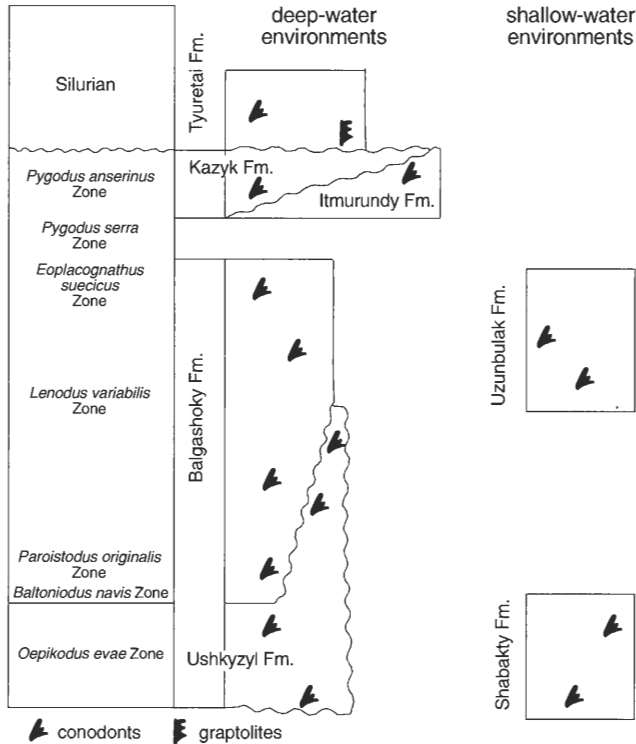 deep-water
environments
shallow-water
environments
Silurian
Tyuretai Fm.
Pygodus anserinus
Zone
Kazyk Fm.
Itmurundy Fm.
Pygodus serra
Zone
Eoplacognathus
suecicus
Zone
Lenodus variabilis
Zone
Balgashoky Fm.
Uzunbulak Fm.
Paroistodus originalis
Zone
Baltoniodus navis Zone
Oepikodus evae Zone
Ushkyzyl Fm.
Shabakty Fm.
conodonts
graptolites